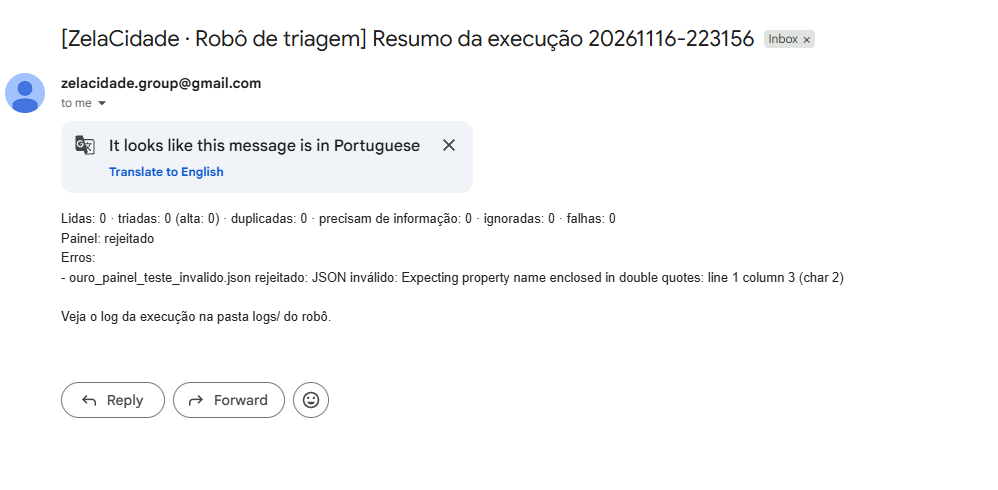 [ZelaCidade · Robô de triagem] Resumo da execução 20261116-223156 Inbox ×
zelacidade.group@gmail.com
to me
It looks like this message is in Portuguese
Translate to English
Lidas: 0 · triadas: 0 (alta: 0) · duplicadas: 0 · precisam de informação: 0 · ignoradas: 0 · falhas: 0
Painel: rejeitado
Erros:
- ouro_painel_teste_invalido.json rejeitado: JSON inválido: Expecting property name enclosed in double quotes: line 1 column 3 (char 2)
Veja o log da execução na pasta logs/ do robô.
Reply Forward